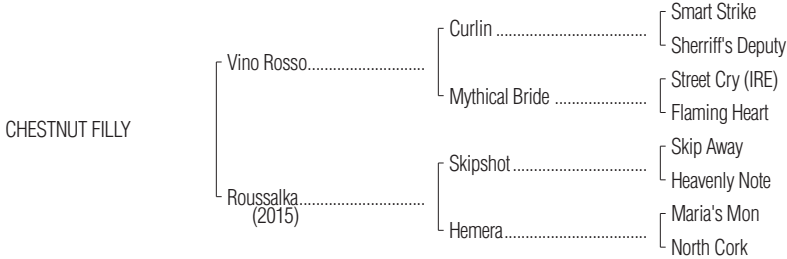 Smart Strike
Curlin ....................................
Sherriff's Deputy
Vino Rosso............................
Street Cry (IRE)
Mythical Bride ......................
Flaming Heart
CHESTNUT FILLY
Skip Away
Skipshot................................
Heavenly Note
Roussalka..............................
(2015)
Maria's Mon
Hemera..................................
North Cork